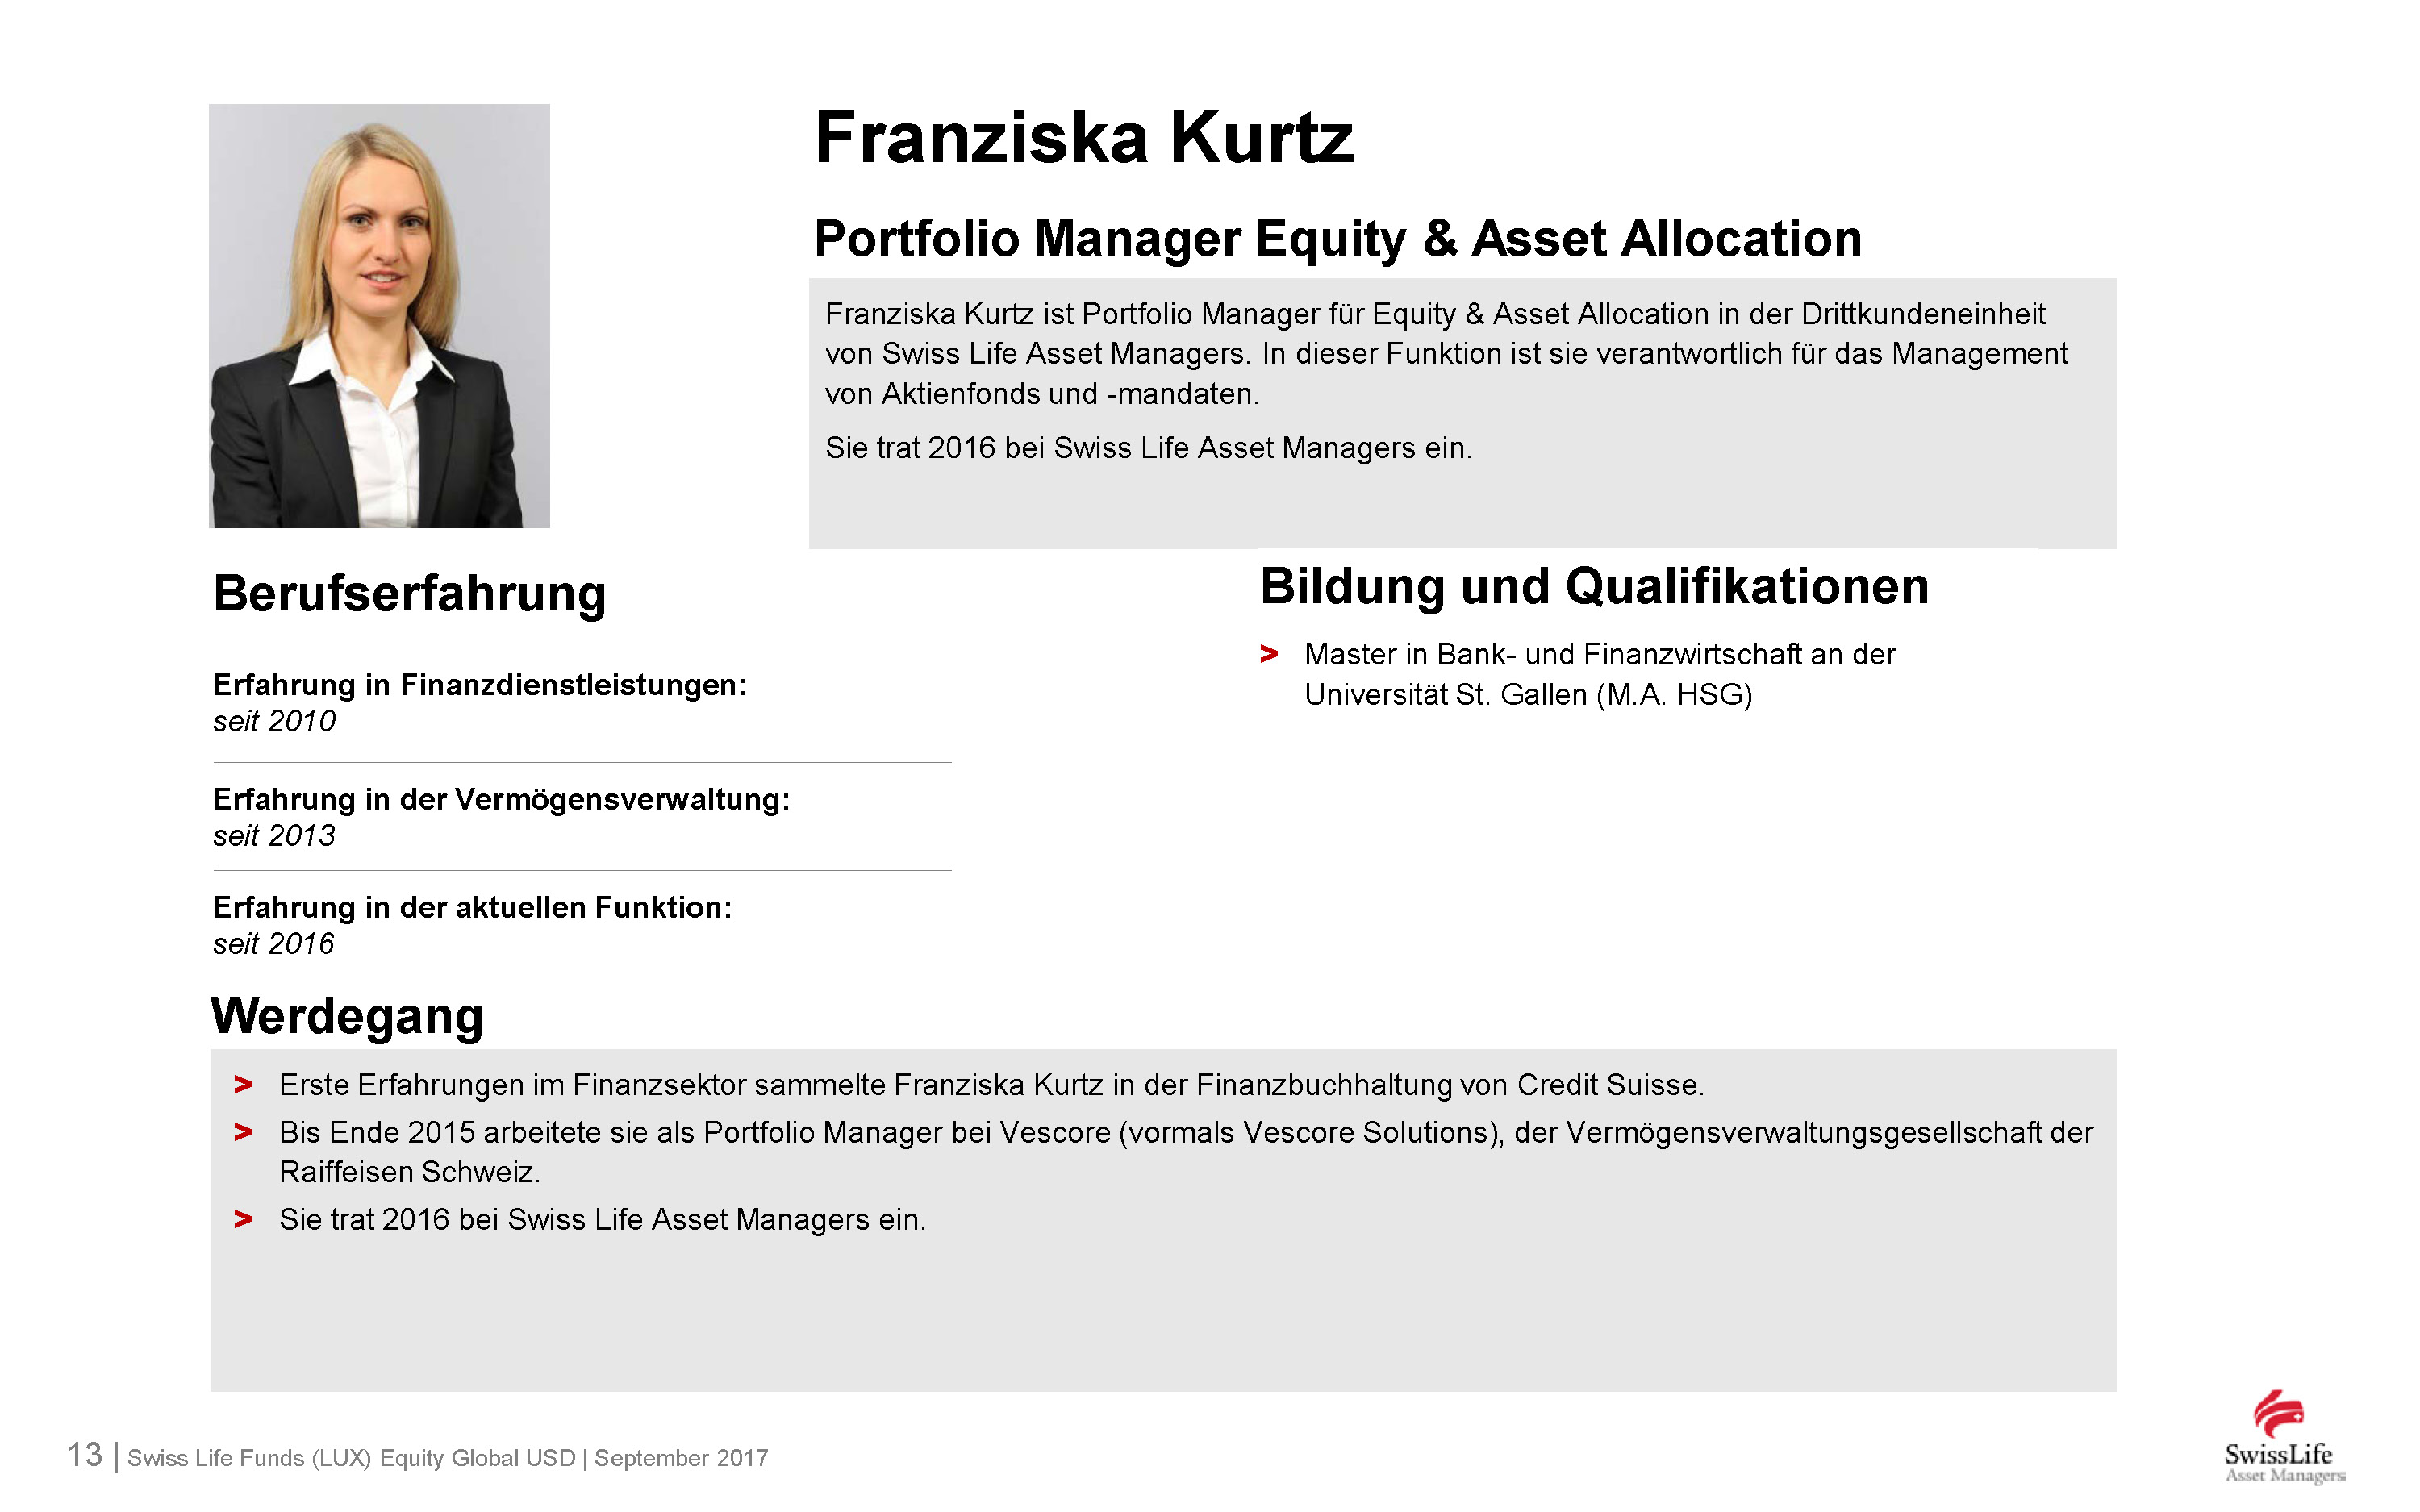 Franziska Kurtz
Portfolio Manager Equity & Asset Allocation
Franziska Kurtz ist Portfolio Manager für Equity & Asset Allocation in der Drittkundeneinheit
von Swiss Life Asset Managers. In dieser Funktion ist sie verantwortlich für das Management
von Aktienfonds und -mandaten.
Sie trat 2016 bei Swiss Life Asset Managers ein.
Berufserfahrung
Erfahrung in Finanzdienstleistungen:
seit 2010
Erfahrung in der Vermögensverwaltung:
seit 2013
Erfahrung in der aktuellen Funktion:
seit 2016
Bildung und Qualifikationen
> Master in Bank- und Finanzwirtschaft an der
Universität St. Gallen (M.A. HSG)
Werdegang
> Erste Erfahrungen im Finanzsektor sammelte Franziska Kurtz in der Finanzbuchhaltung von Credit Suisse.
> Bis Ende 2015 arbeitete sie als Portfolio Manager bei Vescore (vormals Vescore Solutions), der Vermögensverwaltungsgesellschaft der
Raiffeisen Schweiz.
> Sie trat 2016 bei Swiss Life Asset Managers ein.
13 | Swiss Life Funds (LUX) Equity Global USD | September 2017
SwissLife
Asset Managers